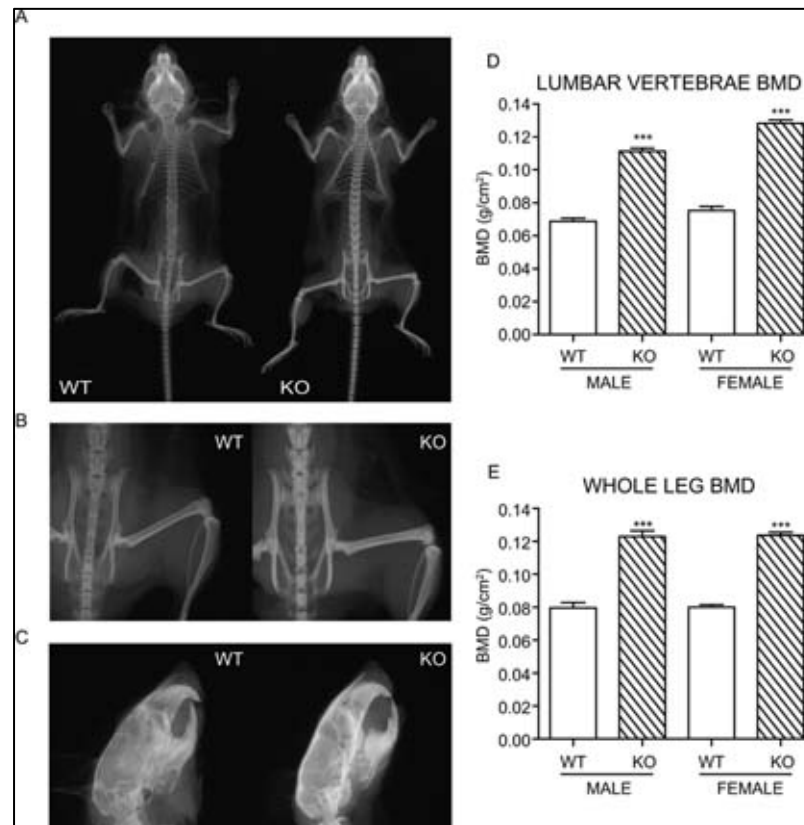 A
WT
KO
B
WT
KO
C
WT
KO
D
LUMBAR VERTEBRAE BMD
0.14
0.12
0.10
0.08
0.06
0.04
0.02
0.00
BMD (g/cm²)
***
***
WT KO WT KO
MALE FEMALE
E
WHOLE LEG BMD
0.14
0.12
0.10
0.08
0.06
0.04
0.02
0.00
BMD (g/cm²)
***
***
WT KO WT KO
MALE FEMALE